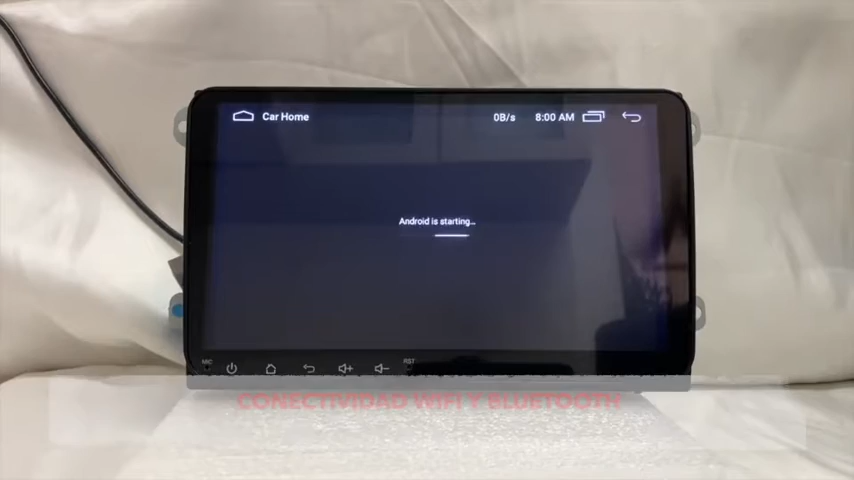 Car Home
0B/s 8:00 AM
Android is starting...
MIC
RST
CONECTIVIDAD WIFI Y BLUETOOTH